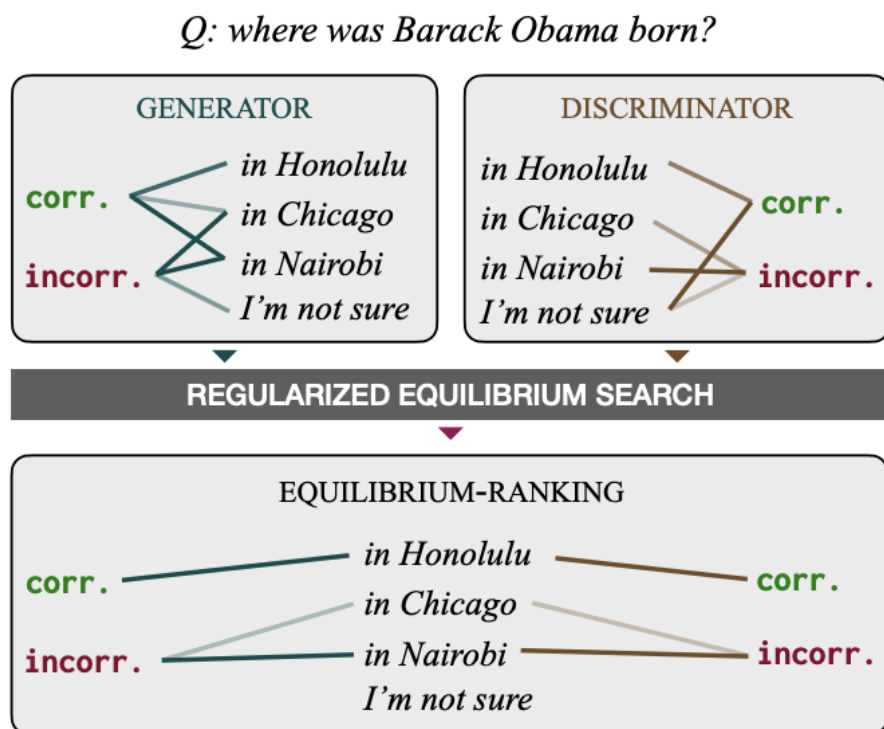 Q: where was Barack Obama born?
GENERATOR
corr.
incorr.
in Honolulu
in Chicago
in Nairobi
I'm not sure
DISCRIMINATOR
in Honolulu
in Chicago
in Nairobi
I'm not sure
corr.
incorr.
REGULARIZED EQUILIBRIUM SEARCH
EQUILIBRIUM-RANKING
corr.
incorr.
in Honolulu
in Chicago
in Nairobi
I'm not sure
corr.
incorr.